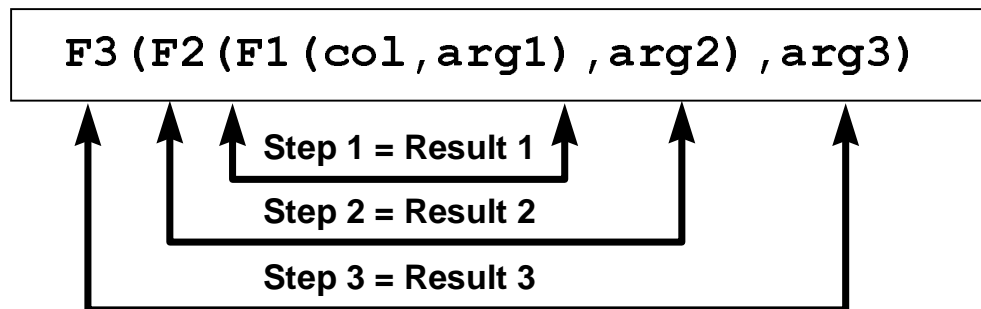 F3(F2(F1(col,arg1),arg2),arg3)
Step 1 = Result 1
Step 2 = Result 2
Step 3 = Result 3